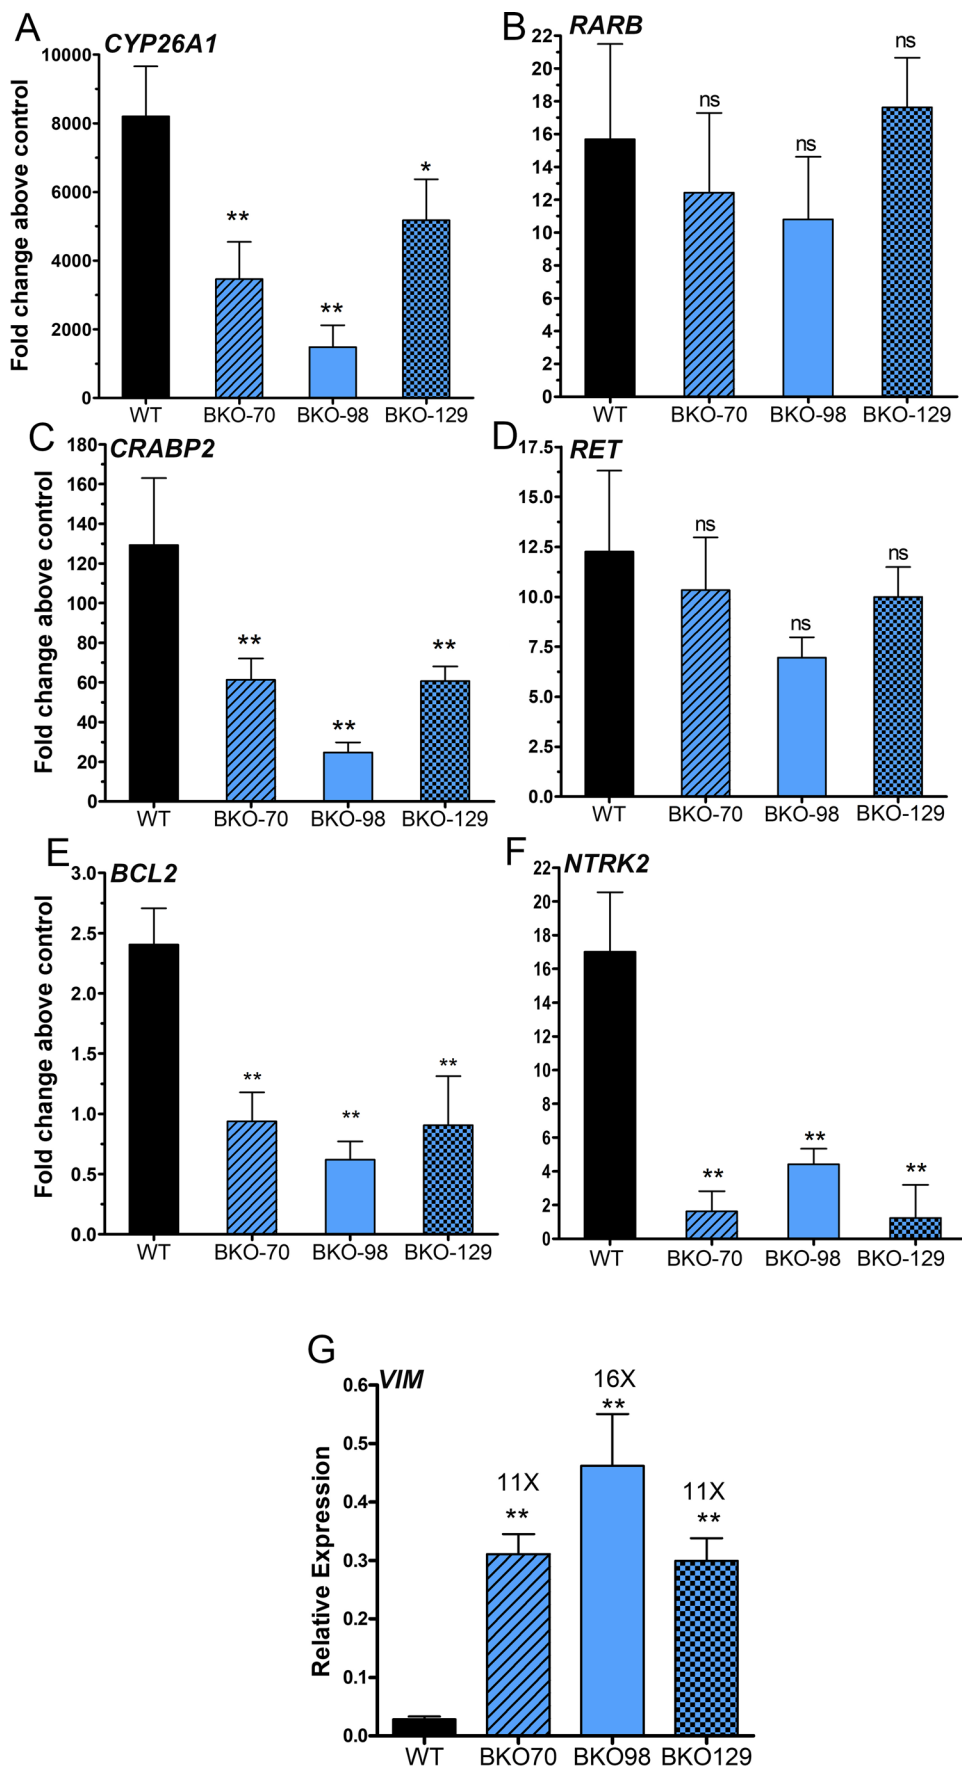 A
CYP26A1
Fold change above control
10000
8000
6000
4000
2000
0
**
**
*
WT
BKO-70
BKO-98
BKO-129
B
RARB
22
20
18
16
14
12
10
8
6
4
2
0
ns
ns
ns
WT
BKO-70
BKO-98
BKO-129
C
CRABP2
Fold change above control
180
160
140
120
100
80
60
40
20
0
**
**
**
WT
BKO-70
BKO-98
BKO-129
D
RET
17.5
15.0
12.5
10.0
7.5
5.0
2.5
0.0
ns
ns
ns
WT
BKO-70
BKO-98
BKO-129
E
BCL2
Fold change above control
3.0
2.5
2.0
1.5
1.0
0.5
0.0
**
**
**
WT
BKO-70
BKO-98
BKO-129
F
NTRK2
22
20
18
16
14
12
10
8
6
4
2
0
**
**
**
WT
BKO-70
BKO-98
BKO-129
G
VIM
Relative Expression
0.6
0.5
0.4
0.3
0.2
0.1
0.0
11X
**
16X
**
11X
**
WT
BKO70
BKO98
BKO129